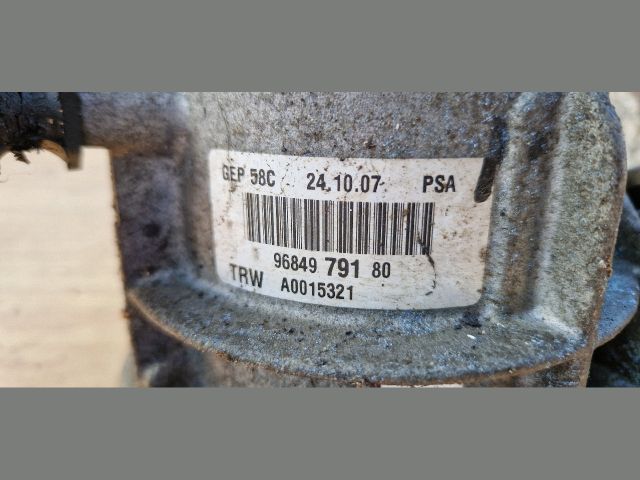 GEP 58C 24.10.07 PSA
96849 791 80
TRW A0015321